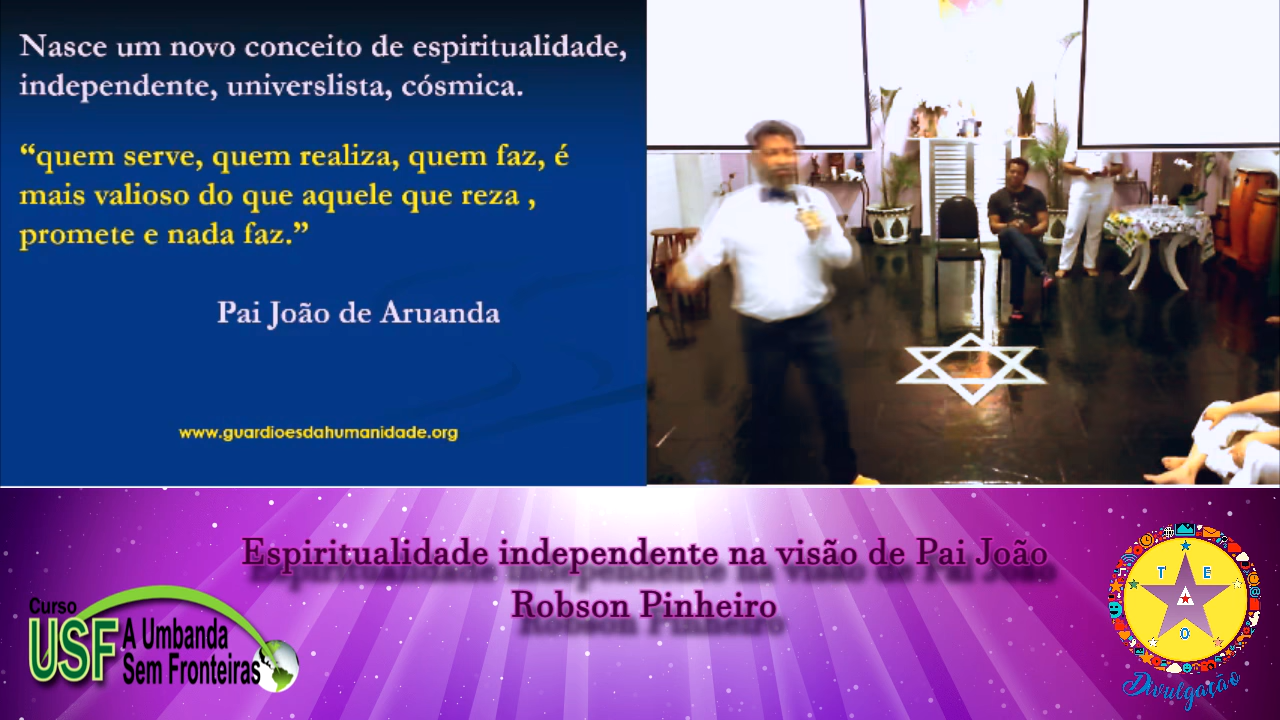 Nasce um novo conceito de espiritualidade,
independente, universlista, cósmica.
“quem serve, quem realiza, quem faz, é
mais valioso do que aquele que reza ,
promete e nada faz.”
Pai João de Aruanda
www.guardioesdahumanidade.org
Espiritualidade independente na visão de Pai João
Robson Pinheiro
Curso
USF A Umbanda
Sem Fronteiras
T E
A
O
Divulgação